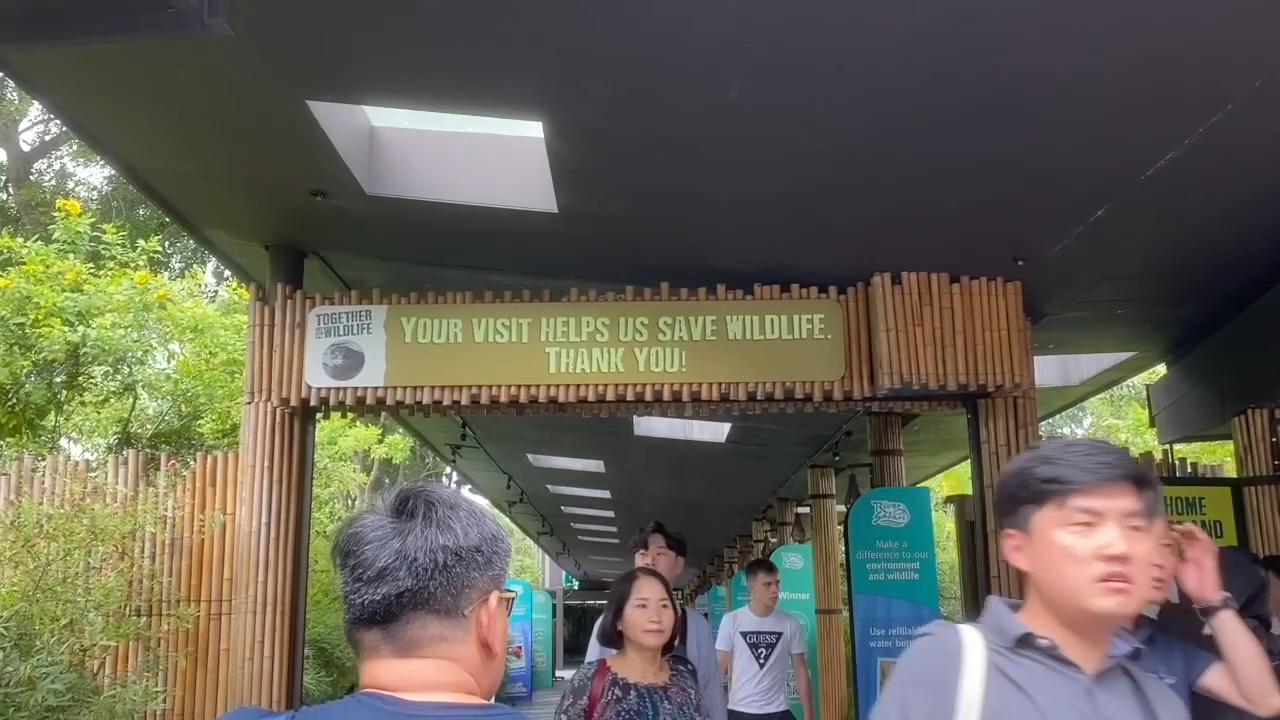 TOGETHER
FOR WILDLIFE
YOUR VISIT HELPS US SAVE WILDLIFE.
THANK YOU!
River
Make a
difference to our
environment
and wildlife
Use refillable
water
Winner
GUESS
?
HOME